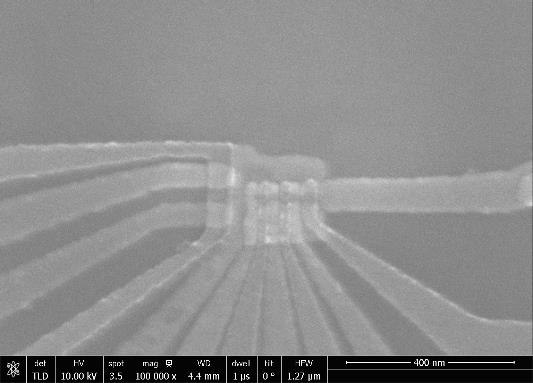 det HV spot mag WD dwell tilt HFW
TLD 10.00 kV 3.5 100 000 x 4.4 mm 1 µs 0 ° 1.27 µm
400 nm